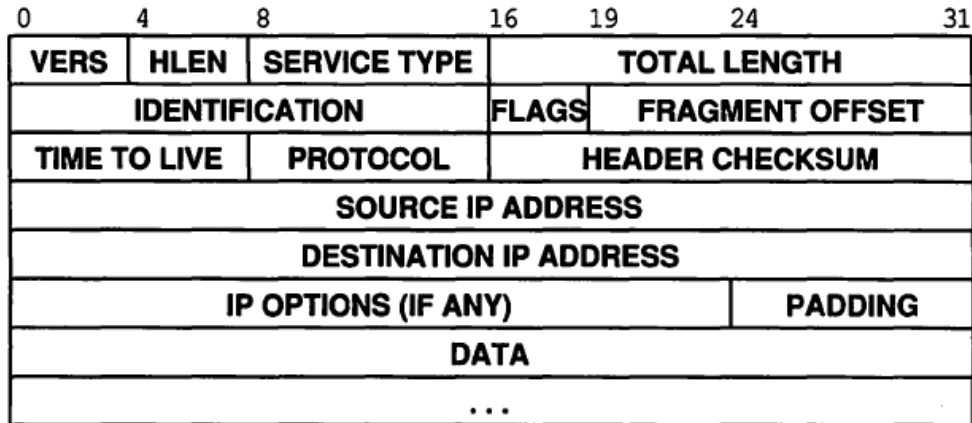 0 4 8 16 19 24 31
VERS HLEN SERVICE TYPE TOTAL LENGTH
IDENTIFICATION FLAGS FRAGMENT OFFSET
TIME TO LIVE PROTOCOL HEADER CHECKSUM
SOURCE IP ADDRESS
DESTINATION IP ADDRESS
IP OPTIONS (IF ANY) PADDING
DATA
...